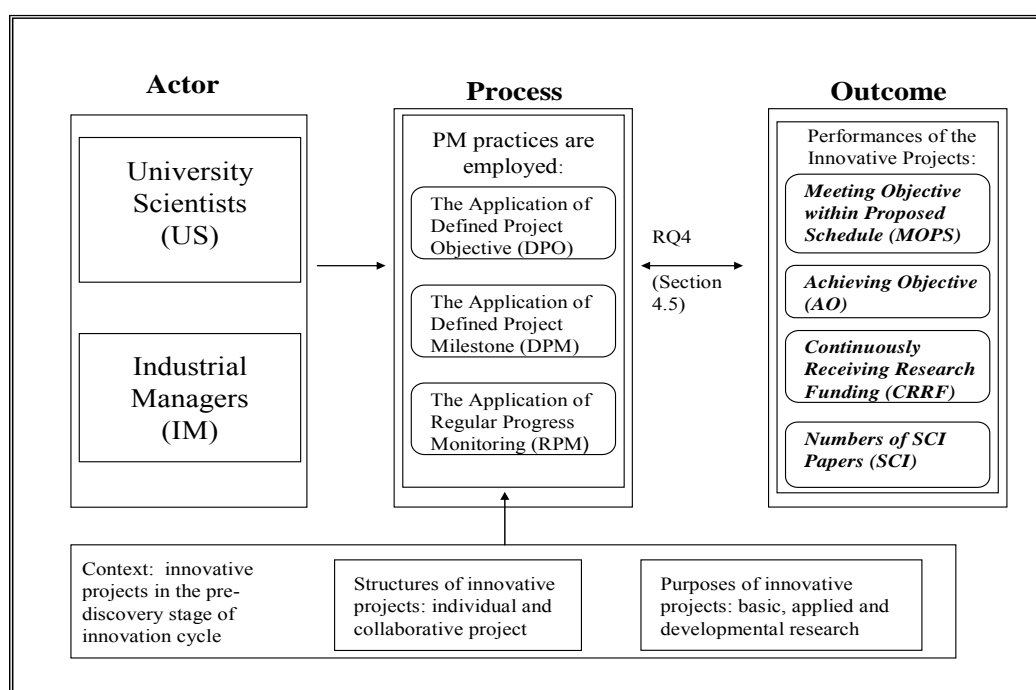 Actor
University
Scientists
(US)
Industrial
Managers
(IM)
Process
PM practices are
employed:
The Application of
Defined Project
Objective (DPO)
The Application of
Defined Project
Milestone (DPM)
The Application of
Regular Progress
Monitoring (RPM)
RQ4
(Section
4.5)
Outcome
Performances of the
Innovative Projects:
Meeting Objective
within Proposed
Schedule (MOPS)
Achieving Objective
(AO)
Continuously
Receiving Research
Funding (CRRF)
Numbers of SCI
Papers (SCI)
Context: innovative
projects in the pre-
discovery stage of
innovation cycle
Structures of innovative
projects: individual and
collaborative project
Purposes of innovative
projects: basic, applied and
developmental research